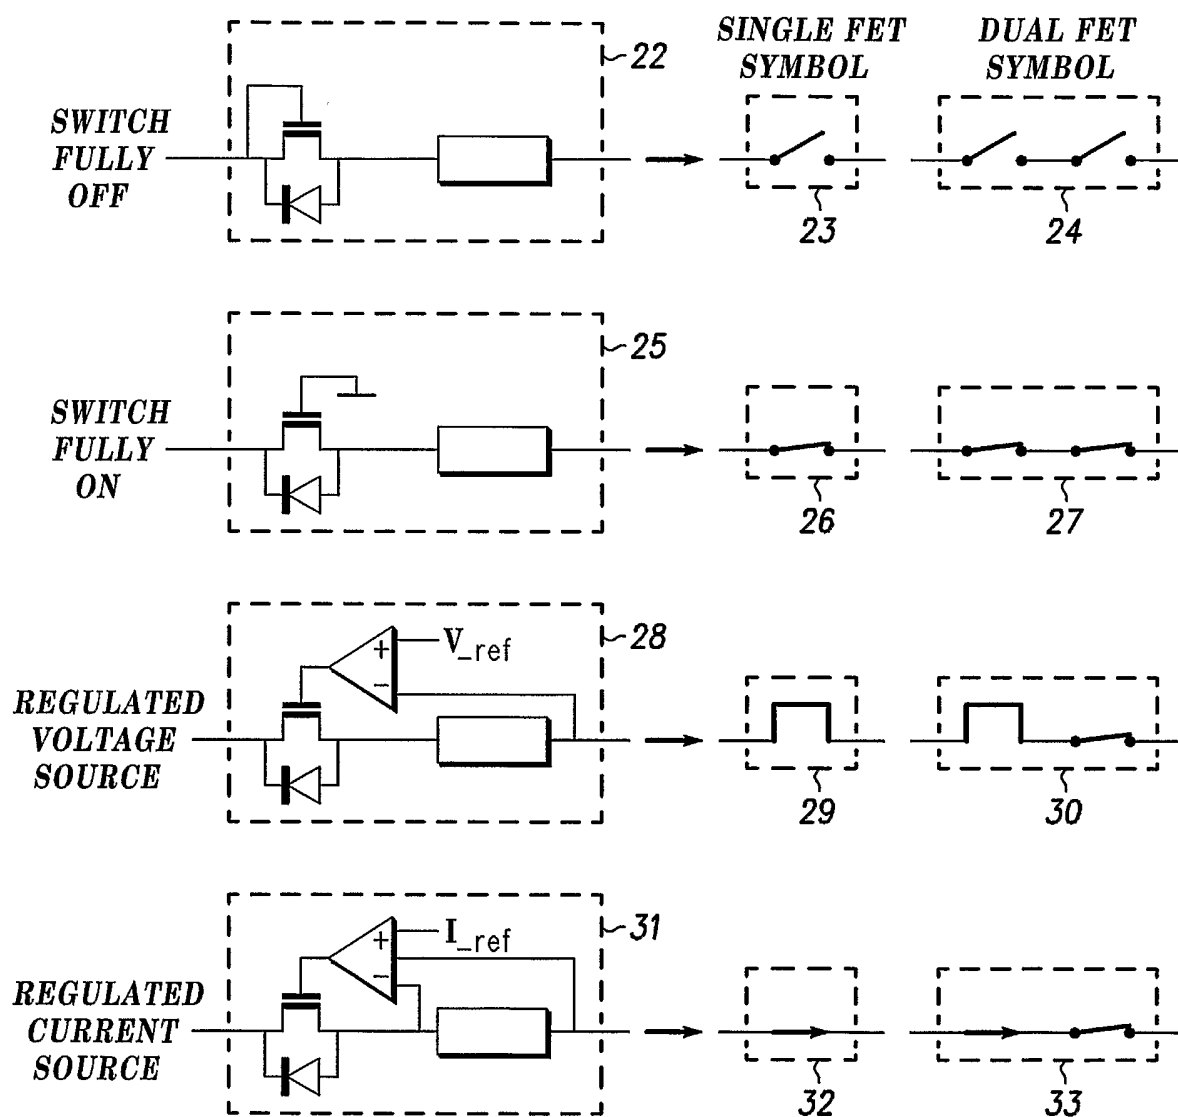 SINGLE FET
SYMBOL
DUAL FET
SYMBOL
22
SWITCH
FULLY
OFF
23
24
25
SWITCH
FULLY
ON
26
27
28
+
V_ref
−
REGULATED
VOLTAGE
SOURCE
29
30
31
+
I_ref
−
REGULATED
CURRENT
SOURCE
32
33